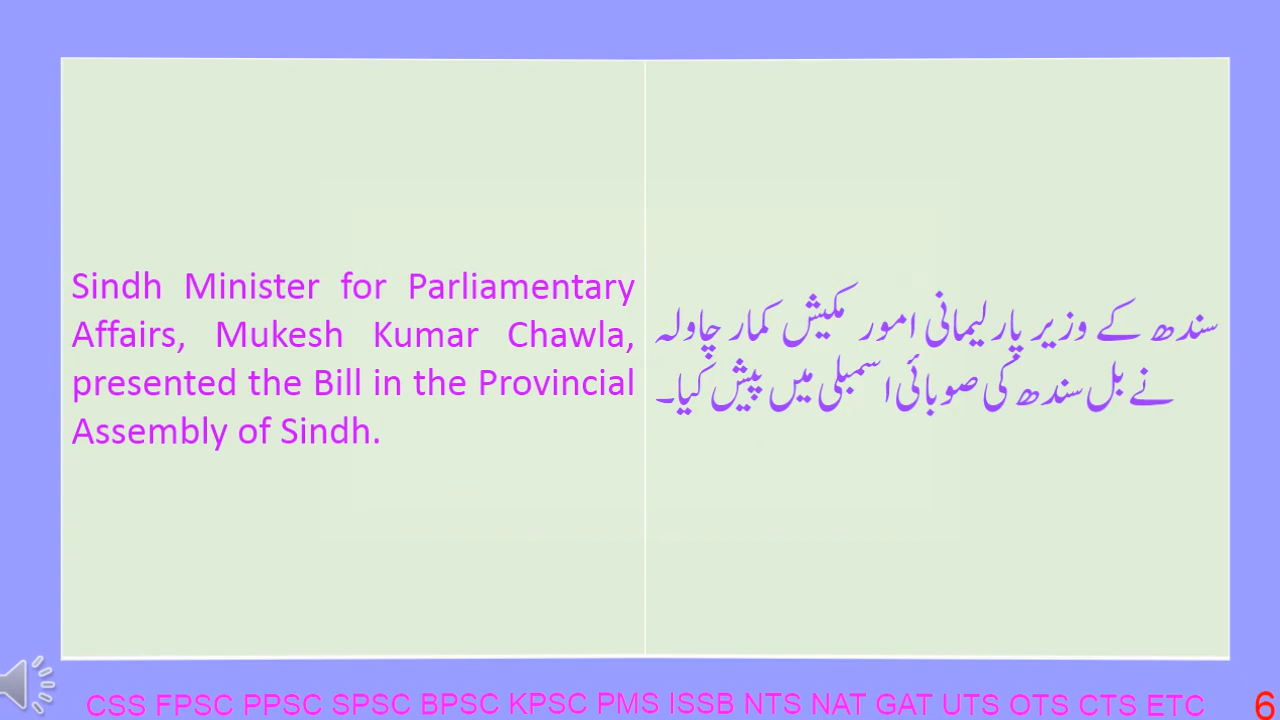 Sindh Minister for Parliamentary
Affairs, Mukesh Kumar Chawla,
presented the Bill in the Provincial
Assembly of Sindh.
سندھ کے وزیر پارلیمانی امور مکیش کمار چاولہ
نے بل سندھ کی صوبائی اسمبلی میں پیش کیا۔
CSS FPSC PPSC SPSC BPSC KPSC PMS ISSB NTS NAT GAT UTS OTS CTS ETC
6